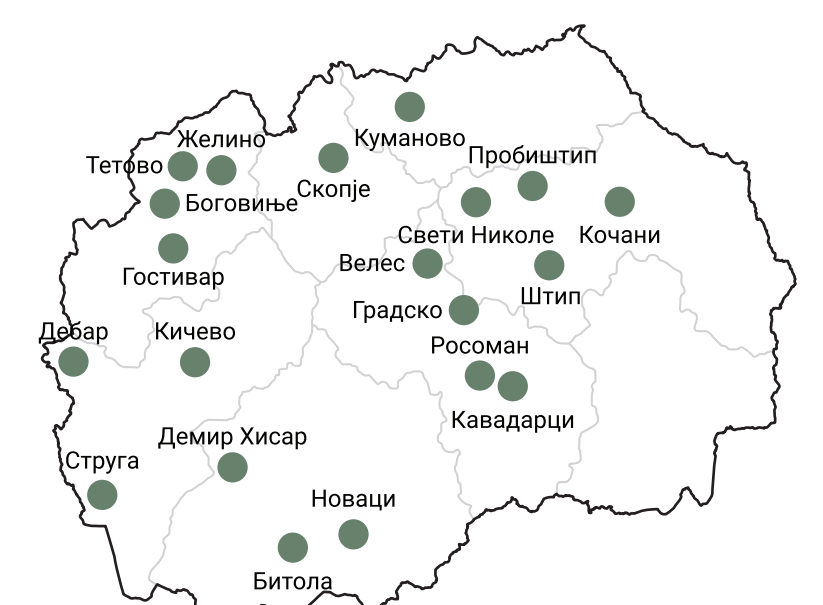 Куманово
Желино
Тетово
Пробиштип
Скопје
Боговиње
Свети Николе
Кочани
Велес
Гостивар
Штип
Градско
Дебар
Кичево
Росоман
Кавадарци
Демир Хисар
Струга
Новаци
Битола